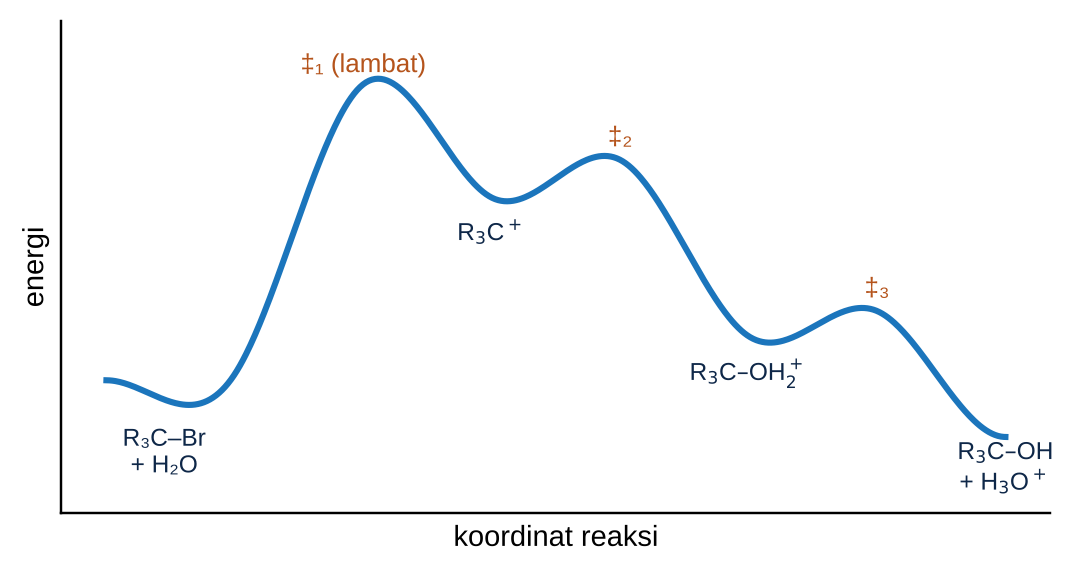 ‡₁ (lambat)
‡₂
R₃C⁺
‡₃
R₃C–OH₂⁺
R₃C–Br
+ H₂O
R₃C–OH
+ H₃O⁺
energi
koordinat reaksi